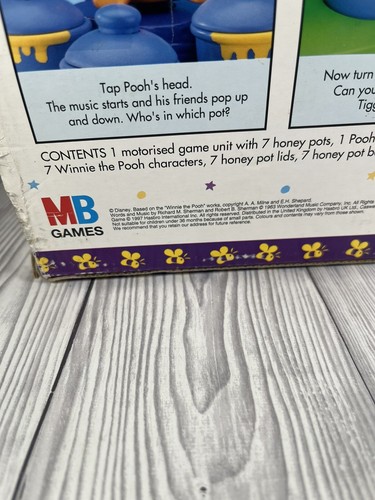 Tap Pooh's head.
The music starts and his friends pop up
and down. Who's in which pot?
Now turn
Can you
Tigg
CONTENTS 1 motorised game unit with 7 honey pots, 1 Pooh
7 Winnie the Pooh characters, 7 honey pot lids, 7 honey pot b
MB
GAMES
© Disney. Based on the "Winnie the Pooh" works, copyright A. A. Milne and E.H. Shepard.
Words and Music by Richard M. Sherman and Robert B. Sherman © 1963 Wonderland Music Company, Inc. All Rights
Game © 1997 Hasbro International Inc. All rights reserved. Distributed in the United Kingdom by Hasbro UK Ltd., Caswell
Not suitable for children under 36 months because of small parts. Colours and contents may vary from those shown.
We recommend that you retain our address for future reference.